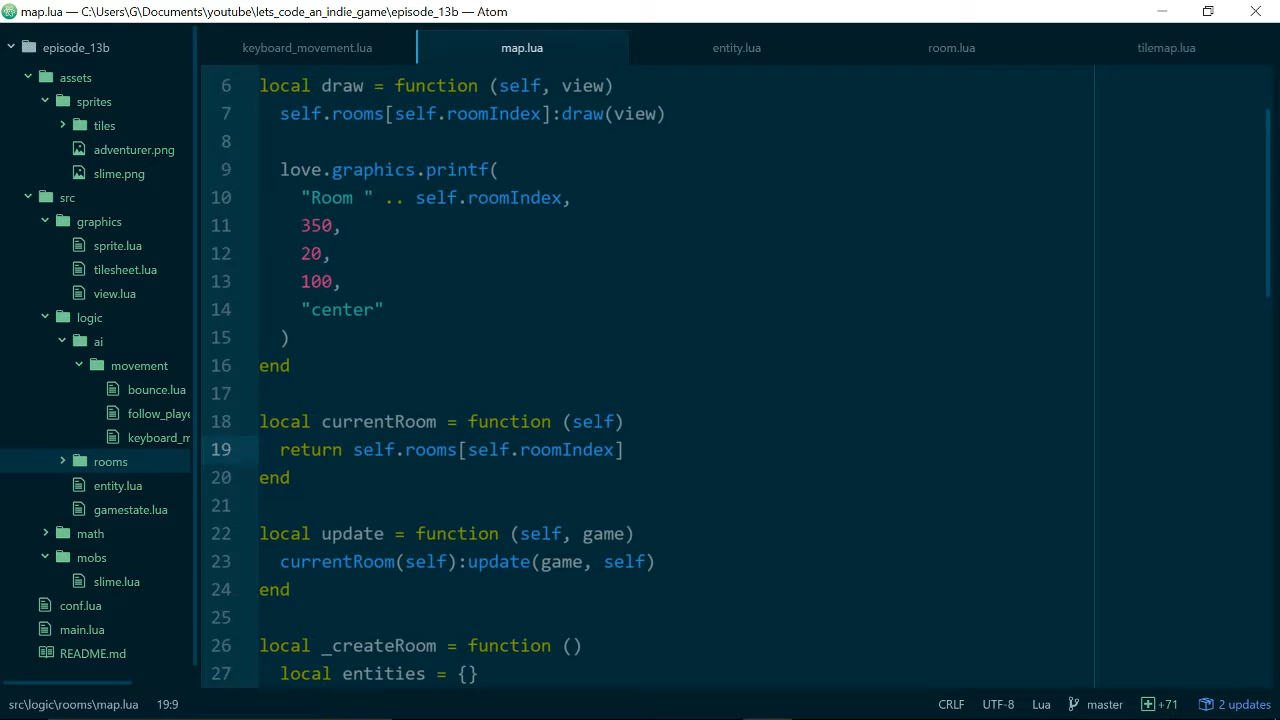 map.lua — C:\Users\G\Documents\youtube\lets_code_an_indie_game\episode_13b — Atom
episode_13b
assets
sprites
tiles
adventurer.png
slime.png
src
graphics
sprite.lua
tilesheet.lua
view.lua
logic
ai
movement
bounce.lua
follow_playe
keyboard_m
rooms
entity.lua
gamestate.lua
math
mobs
slime.lua
conf.lua
main.lua
README.md
keyboard_movement.lua map.lua entity.lua room.lua tilemap.lua
6 local draw = function (self, view)
7 self.rooms[self.roomIndex]:draw(view)
8
9 love.graphics.printf(
10 "Room " .. self.roomIndex,
11 350,
12 20,
13 100,
14 "center"
15 )
16 end
17
18 local currentRoom = function (self)
19 return self.rooms[self.roomIndex]
20 end
21
22 local update = function (self, game)
23 currentRoom(self):update(game, self)
24 end
25
26 local _createRoom = function ()
27 local entities = {}
src\logic\rooms\map.lua 19:9 CRLF UTF-8 Lua master +71 2 updates